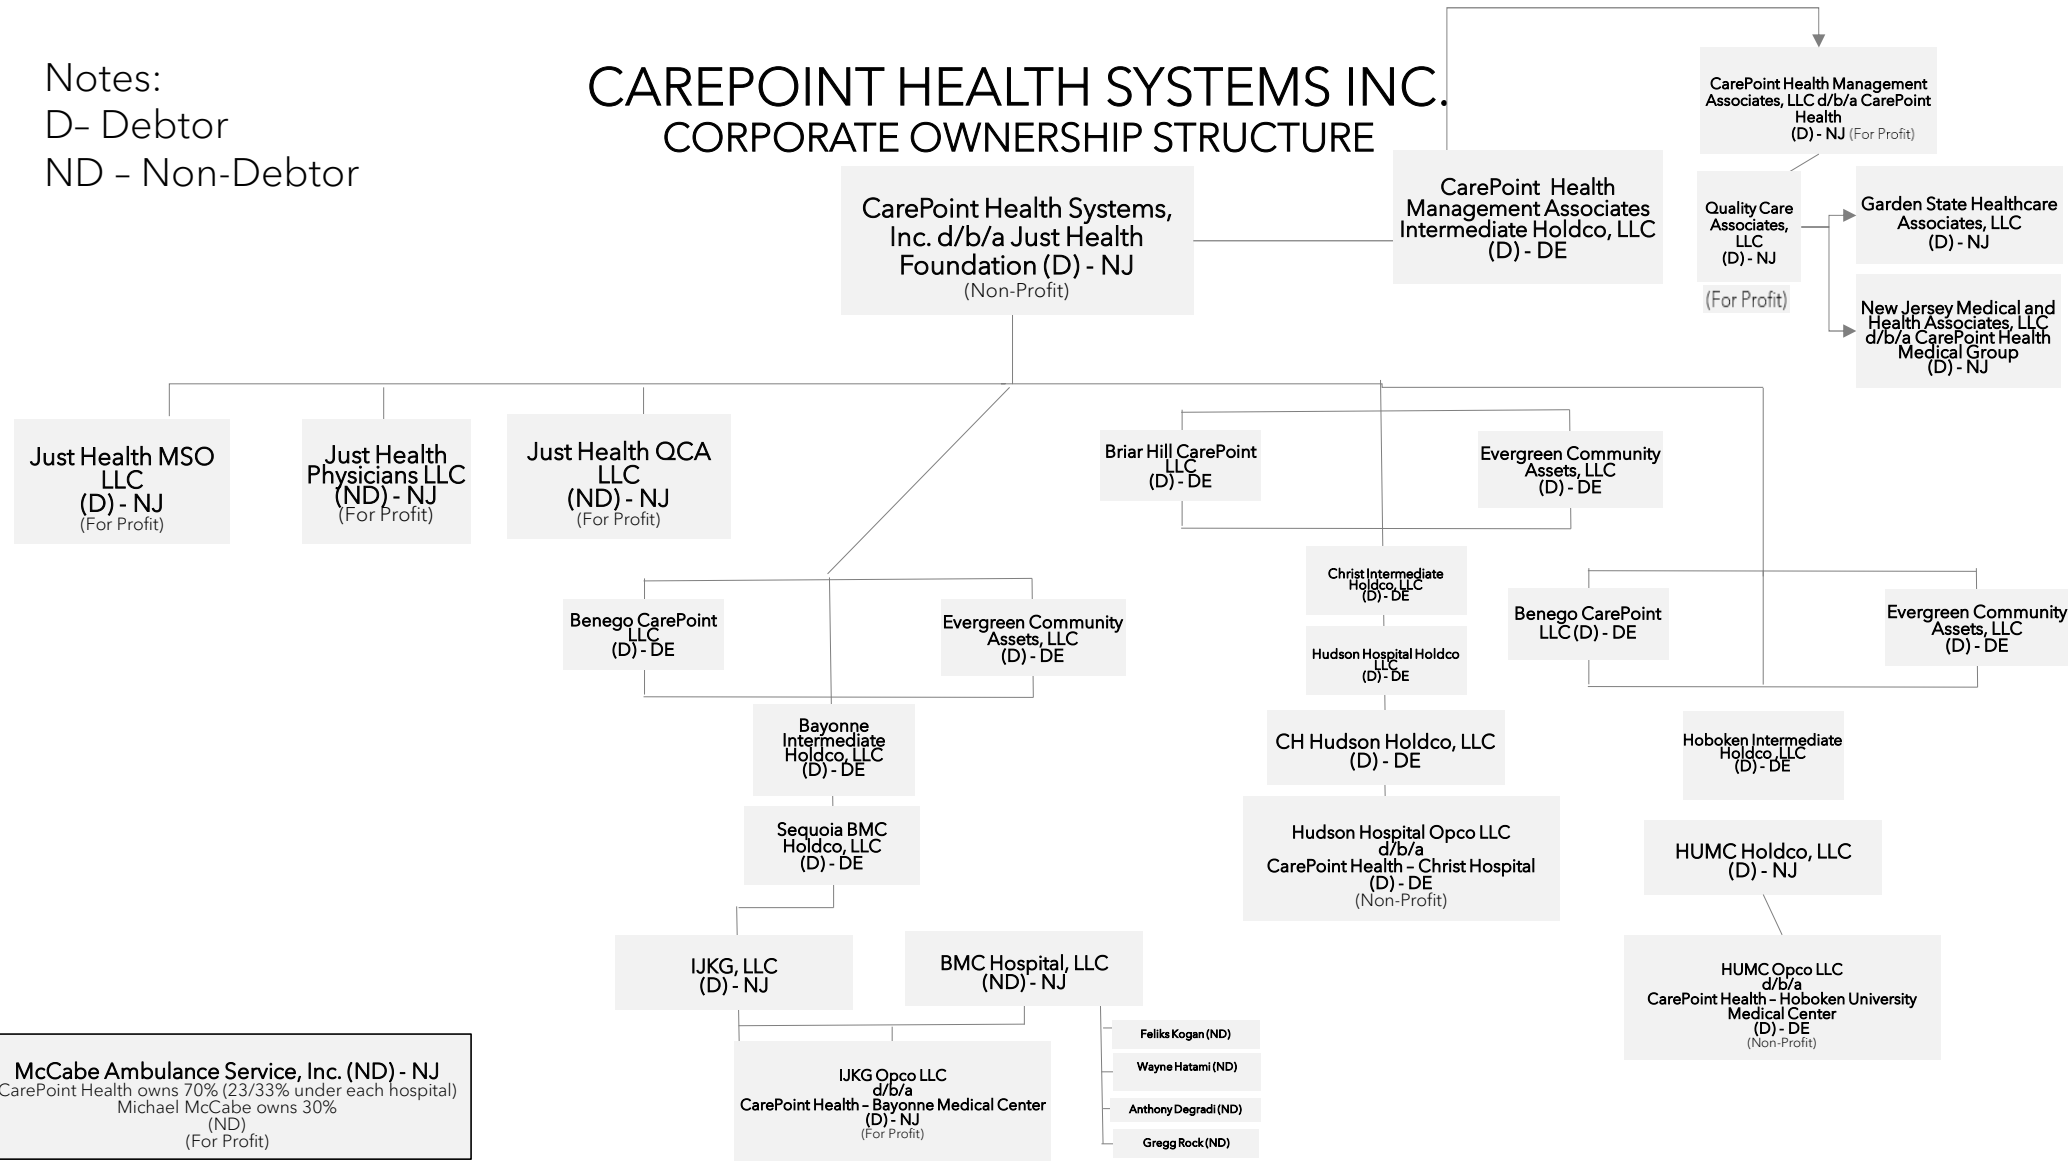 Notes:
D– Debtor
ND – Non-Debtor
CAREPOINT HEALTH SYSTEMS INC.
CORPORATE OWNERSHIP STRUCTURE
CarePoint Health Systems,
Inc. d/b/a Just Health
Foundation (D) - NJ
(Non-Profit)
CarePoint Health
Management Associates
Intermediate Holdco, LLC
(D) - DE
CarePoint Health Management
Associates, LLC d/b/a CarePoint
Health
(D) - NJ (For Profit)
Quality Care
Associates,
LLC
(D) - NJ
(For Profit)
Garden State Healthcare
Associates, LLC
(D) - NJ
New Jersey Medical and
Health Associates, LLC
d/b/a CarePoint Health
Medical Group
(D) - NJ
Just Health MSO
LLC
(D) - NJ
(For Profit)
Just Health
Physicians LLC
(ND) - NJ
(For Profit)
Just Health QCA
LLC
(ND) - NJ
(For Profit)
Briar Hill CarePoint
LLC
(D) - DE
Evergreen Community
Assets, LLC
(D) - DE
Christ Intermediate
Holdco, LLC
(D) - DE
Hudson Hospital Holdco
LLC
(D) - DE
CH Hudson Holdco, LLC
(D) - DE
Hudson Hospital Opco LLC
d/b/a
CarePoint Health – Christ Hospital
(D) - DE
(Non-Profit)
Benego CarePoint
LLC
(D) - DE
Evergreen Community
Assets, LLC
(D) - DE
Bayonne
Intermediate
Holdco, LLC
(D) - DE
Sequoia BMC
Holdco, LLC
(D) - DE
IJKG, LLC
(D) - NJ
BMC Hospital, LLC
(ND) - NJ
IJKG Opco LLC
d/b/a
CarePoint Health – Bayonne Medical Center
(D) - NJ
(For Profit)
Feliks Kogan (ND)
Wayne Hatami (ND)
Anthony Degradi (ND)
Gregg Rock (ND)
Benego CarePoint
LLC (D) - DE
Evergreen Community
Assets, LLC
(D) - DE
Hoboken Intermediate
Holdco ,LLC
(D) - DE
HUMC Holdco, LLC
(D) - NJ
HUMC Opco LLC
d/b/a
CarePoint Health – Hoboken University
Medical Center
(D) - DE
(Non-Profit)
McCabe Ambulance Service, Inc. (ND) - NJ
CarePoint Health owns 70% (23/33% under each hospital)
Michael McCabe owns 30%
(ND)
(For Profit)